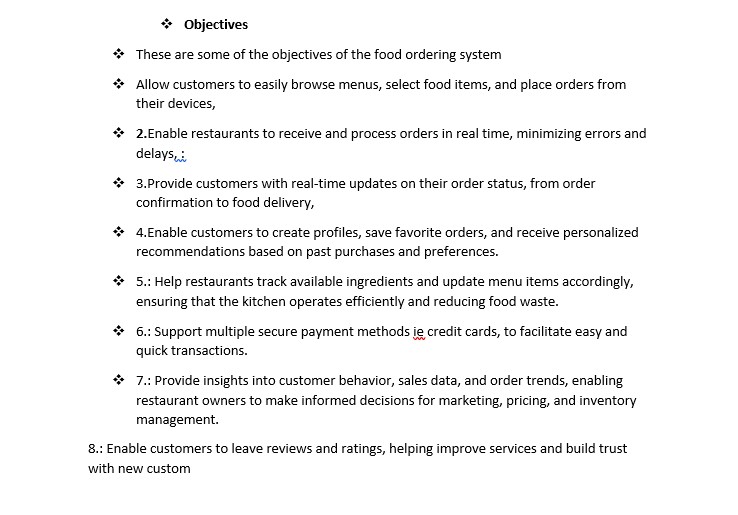 ❖ Objectives
❖ These are some of the objectives of the food ordering system
❖ Allow customers to easily browse menus, select food items, and place orders from
their devices,
❖ 2.Enable restaurants to receive and process orders in real time, minimizing errors and
delays, :
❖ 3.Provide customers with real-time updates on their order status, from order
confirmation to food delivery,
❖ 4.Enable customers to create profiles, save favorite orders, and receive personalized
recommendations based on past purchases and preferences.
❖ 5.: Help restaurants track available ingredients and update menu items accordingly,
ensuring that the kitchen operates efficiently and reducing food waste.
❖ 6.: Support multiple secure payment methods ie credit cards, to facilitate easy and
quick transactions.
❖ 7.: Provide insights into customer behavior, sales data, and order trends, enabling
restaurant owners to make informed decisions for marketing, pricing, and inventory
management.
8.: Enable customers to leave reviews and ratings, helping improve services and build trust
with new custom